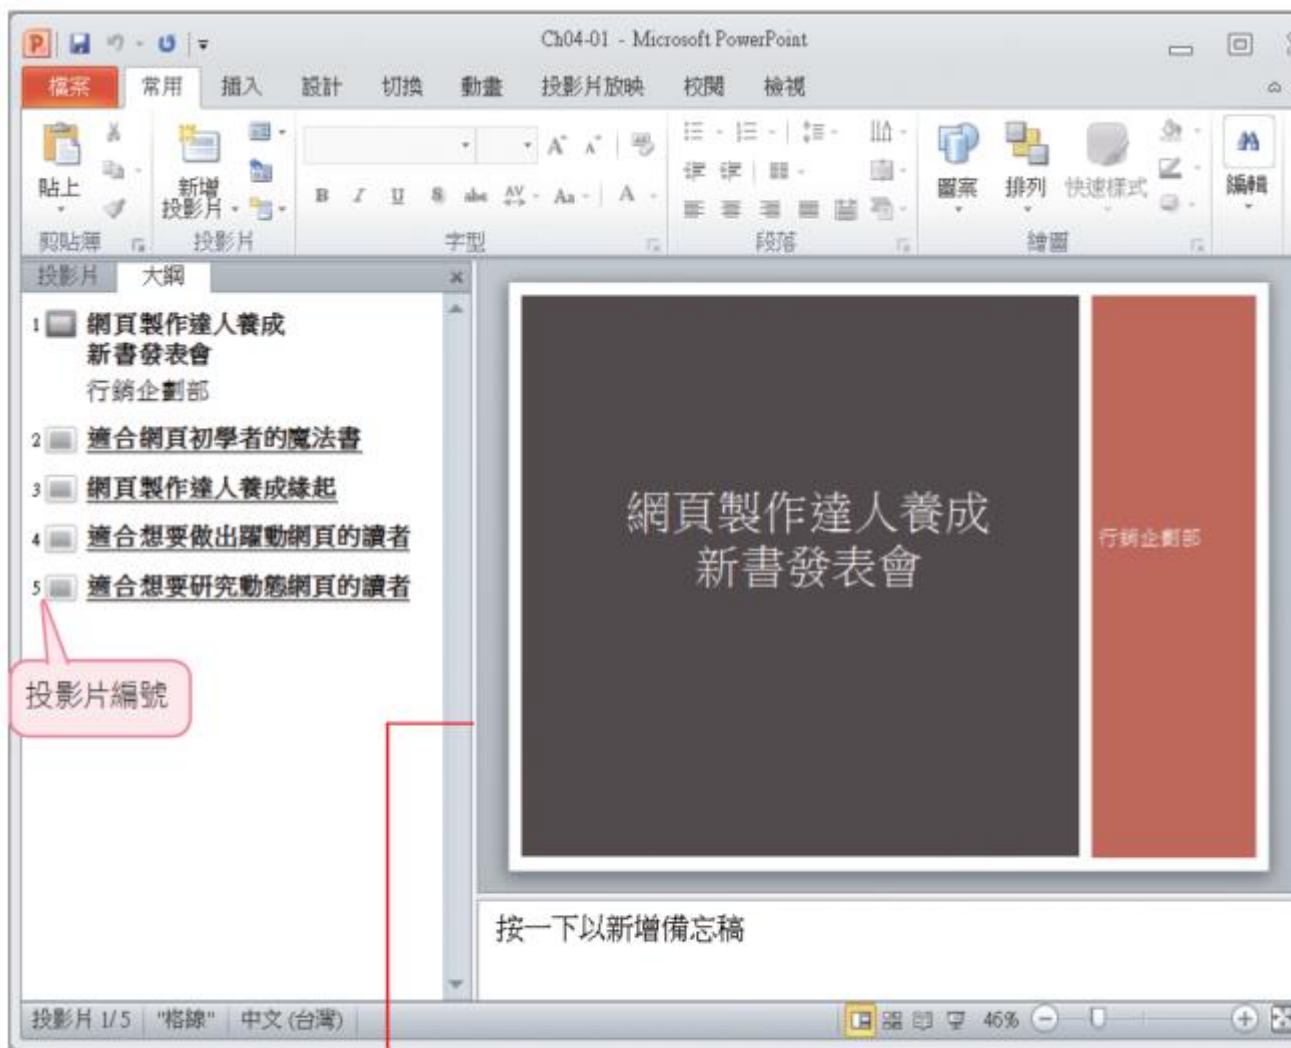 Ch04-01 - Microsoft PowerPoint
檔案 常用 插入 設計 切換 動畫 投影片放映 校閱 檢視
貼上 新增 投影片 圖案 排列 快速樣式 編輯
B I U S abc AV Aa A
剪貼簿 投影片 字型 段落 繪圖
投影片 大綱
1 網頁製作達人養成
新書發表會
行銷企劃部
2 適合網頁初學者的魔法書
3 網頁製作達人養成緣起
4 適合想要做出躍動網頁的讀者
5 適合想要研究動態網頁的讀者
投影片編號
網頁製作達人養成
新書發表會
行銷企劃部
按一下以新增備忘稿
投影片 1/5 "格線" 中文 (台灣) 46%